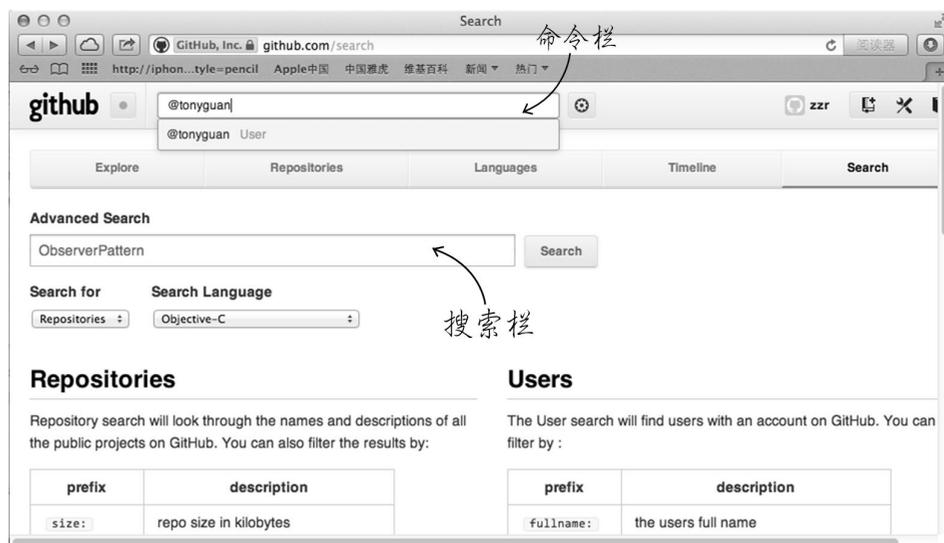 Search
GitHub, Inc. github.com/search 阅读器
http://iphon...tyle=pencil Apple中国 中国雅虎 维基百科 新闻 热门
命令栏
github @tonyguan zzr
@tonyguan User
Explore Repositories Languages Timeline Search
Advanced Search
ObserverPattern Search
Search for Search Language
Repositories Objective-C
搜索栏
Repositories Users
Repository search will look through the names and descriptions of all
the public projects on GitHub. You can also filter the results by:
The User search will find users with an account on GitHub. You can
filter by :
prefix description
size: repo size in kilobytes
prefix description
fullname: the users full name